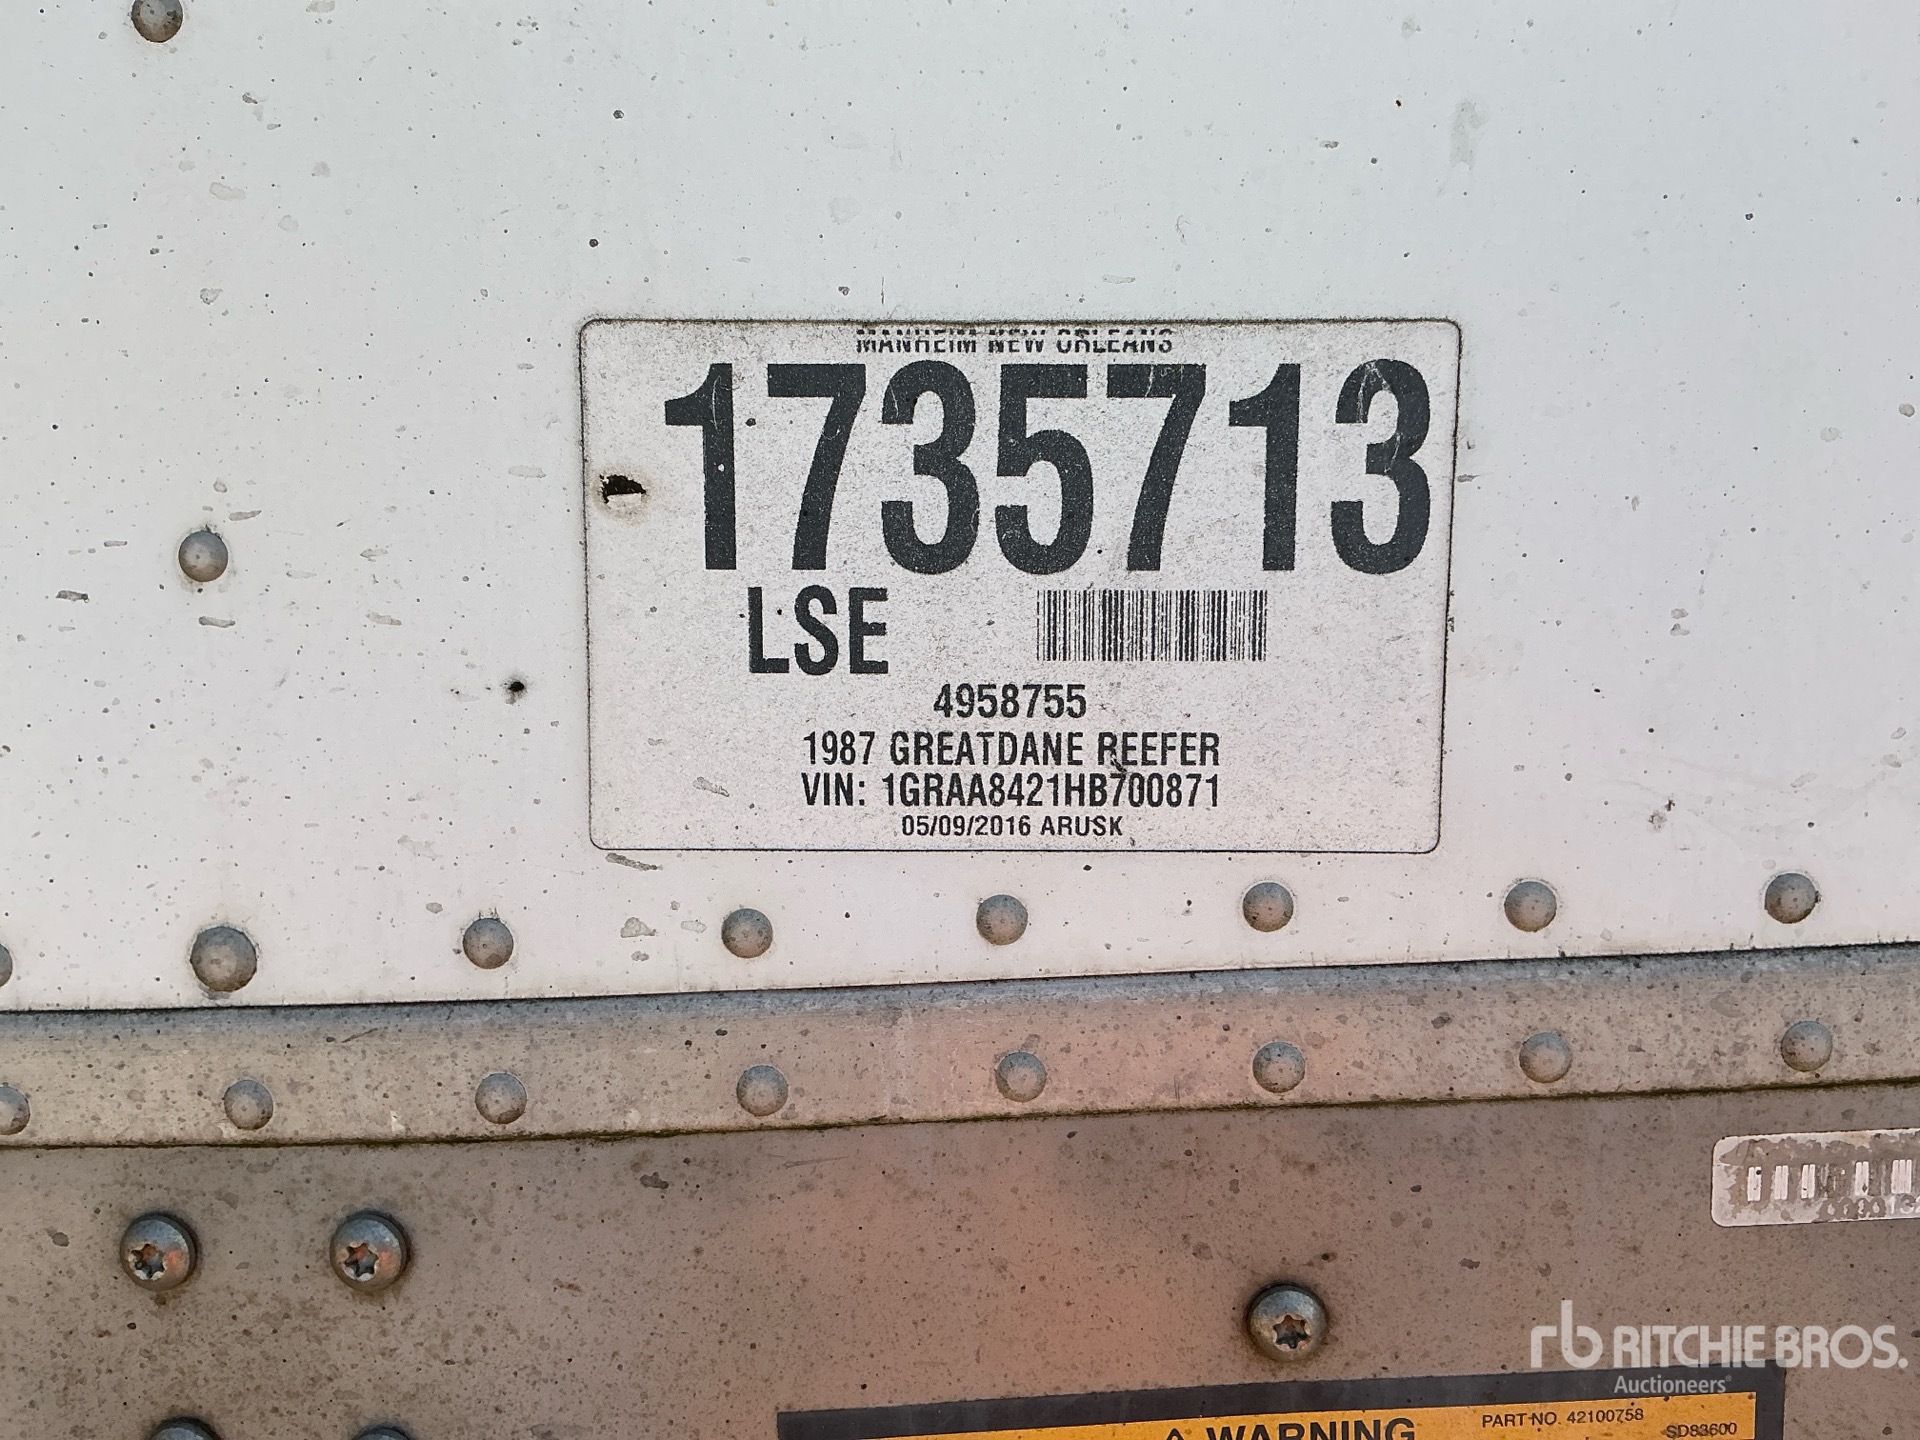 MANHEIM NEW ORLEANS
1735713
LSE
4958755
1987 GREATDANE REEFER
VIN: 1GRAA8421HB700871
05/09/2016 ARUSK
rb RITCHIE BROS.
Auctioneers
WARNING
PART NO. 42100758
SD83600